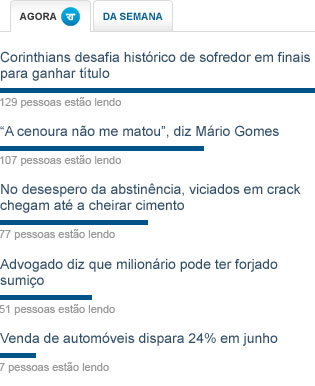 AGORA
DA SEMANA
Corinthians desafia histórico de sofredor em finais
para ganhar título
129 pessoas estão lendo
“A cenoura não me matou”, diz Mário Gomes
107 pessoas estão lendo
No desespero da abstinência, viciados em crack
chegam até a cheirar cimento
77 pessoas estão lendo
Advogado diz que milionário pode ter forjado
sumiço
51 pessoas estão lendo
Venda de automóveis dispara 24% em junho
7 pessoas estão lendo